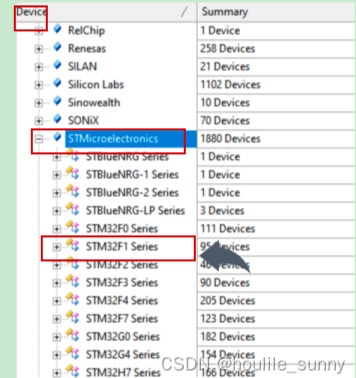 Device / Summary
RelChip 1 Device
Renesas 258 Devices
SILAN 21 Devices
Silicon Labs 1102 Devices
Sinowealth 10 Devices
SONiX 70 Devices
STMicroelectronics 1880 Devices
STBlueNRG Series 1 Device
STBlueNRG-1 Series 1 Device
STBlueNRG-2 Series 1 Device
STBlueNRG-LP Series 3 Devices
STM32F0 Series 111 Devices
STM32F1 Series 95 Devices
STM32F2 Series Devices
STM32F3 Series 90 Devices
STM32F4 Series 205 Devices
STM32F7 Series 123 Devices
STM32G0 Series 182 Devices
STM32G4 Series 154 Devices
STM32H7 Series 166 Devices
CSDN @houlile_sunny